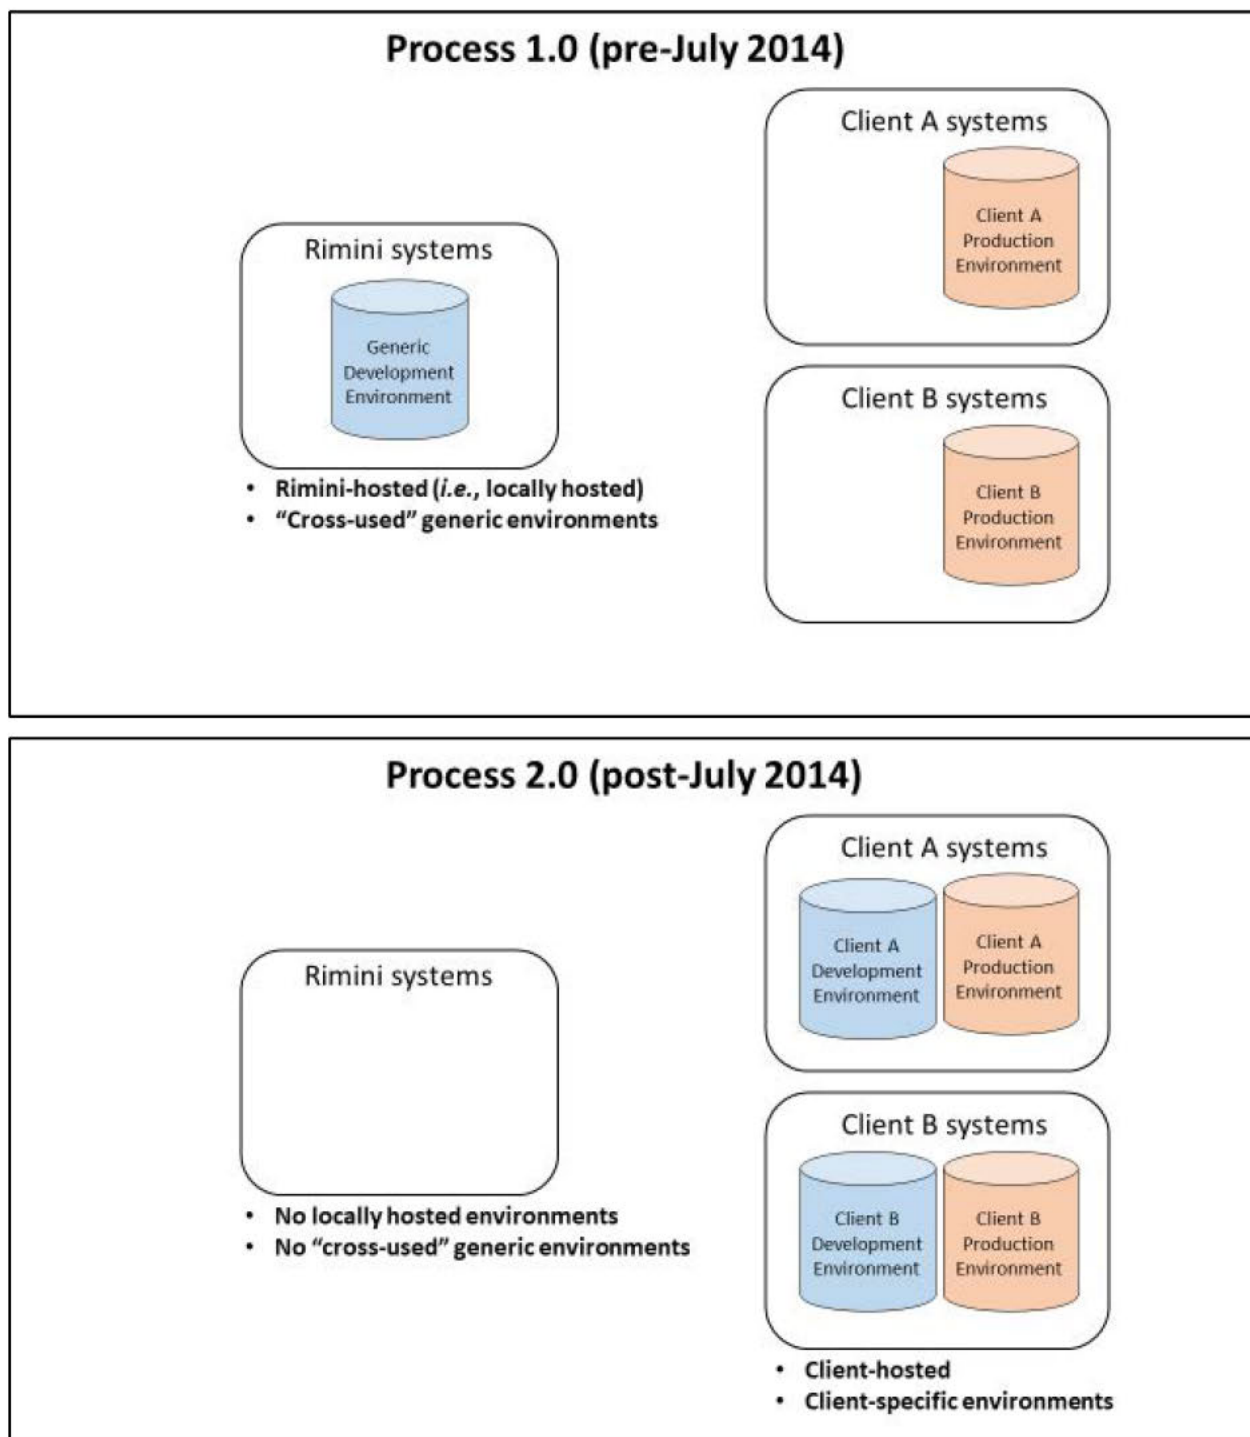 Process 1.0 (pre-July 2014)
Client A systems
Client A
Production
Environment
Rimini systems
Generic
Development
Environment
• Rimini-hosted (i.e., locally hosted)
• “Cross-used” generic environments
Client B systems
Client B
Production
Environment
Process 2.0 (post-July 2014)
Client A systems
Client A
Development
Environment
Client A
Production
Environment
Rimini systems
• No locally hosted environments
• No “cross-used” generic environments
Client B systems
Client B
Development
Environment
Client B
Production
Environment
• Client-hosted
• Client-specific environments